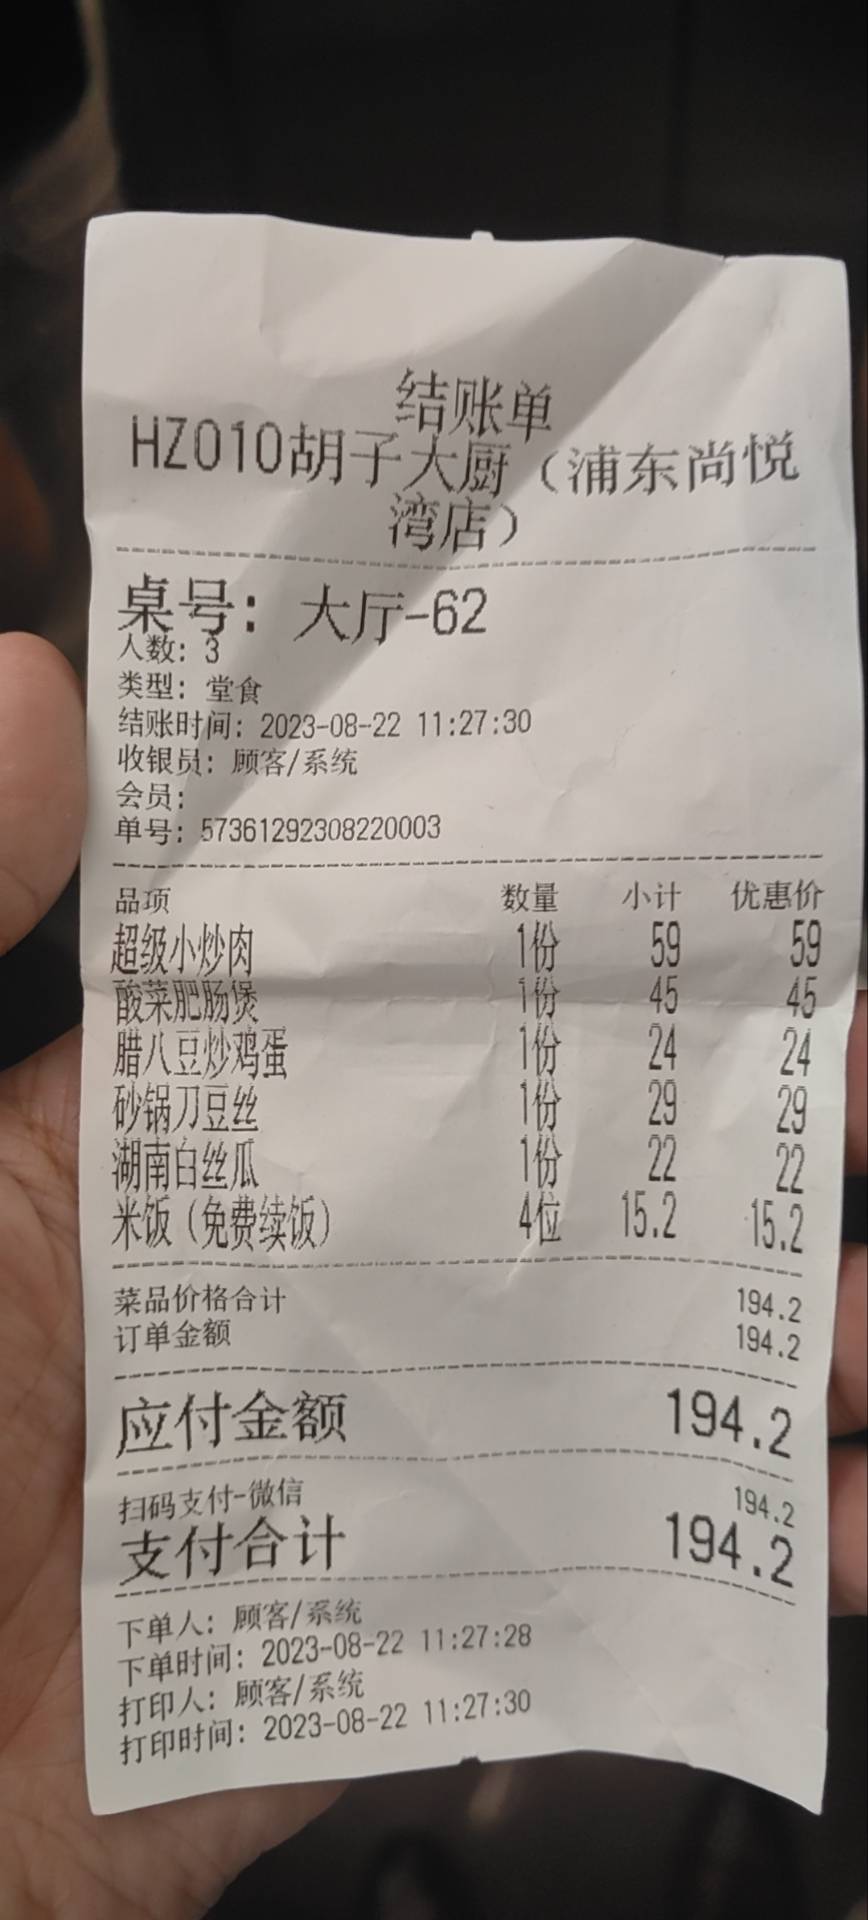 结账单
HZ010胡子大厨（浦东尚悦
湾店）
桌号：大厅-62
人数：3
类型：堂食
结账时间：2023-08-22 11:27:30
收银员：顾客/系统
会员：
单号：57361292308220003
品项 数量 小计 优惠价
超级小炒肉 1份 59 59
酸菜肥肠煲 1份 45 45
腊八豆炒鸡蛋 1份 24 24
砂锅刀豆丝 1份 29 29
湖南白丝瓜 1份 22 22
米饭（免费续饭） 4位 15.2 15.2
菜品价格合计 194.2
订单金额 194.2
应付金额 194.2
扫码支付-微信 194.2
支付合计 194.2
下单人：顾客/系统
下单时间：2023-08-22 11:27:28
打印人：顾客/系统
打印时间：2023-08-22 11:27:30